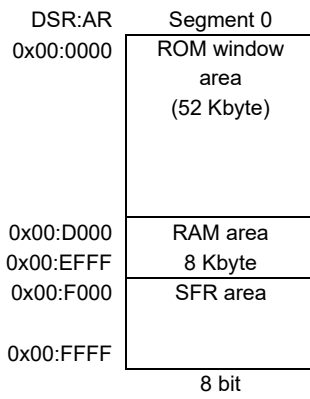 DSR:AR Segment 0
0x00:0000 ROM window
area
(52 Kbyte)
0x00:D000 RAM area
0x00:EFFF 8 Kbyte
0x00:F000 SFR area
0x00:FFFF
8 bit